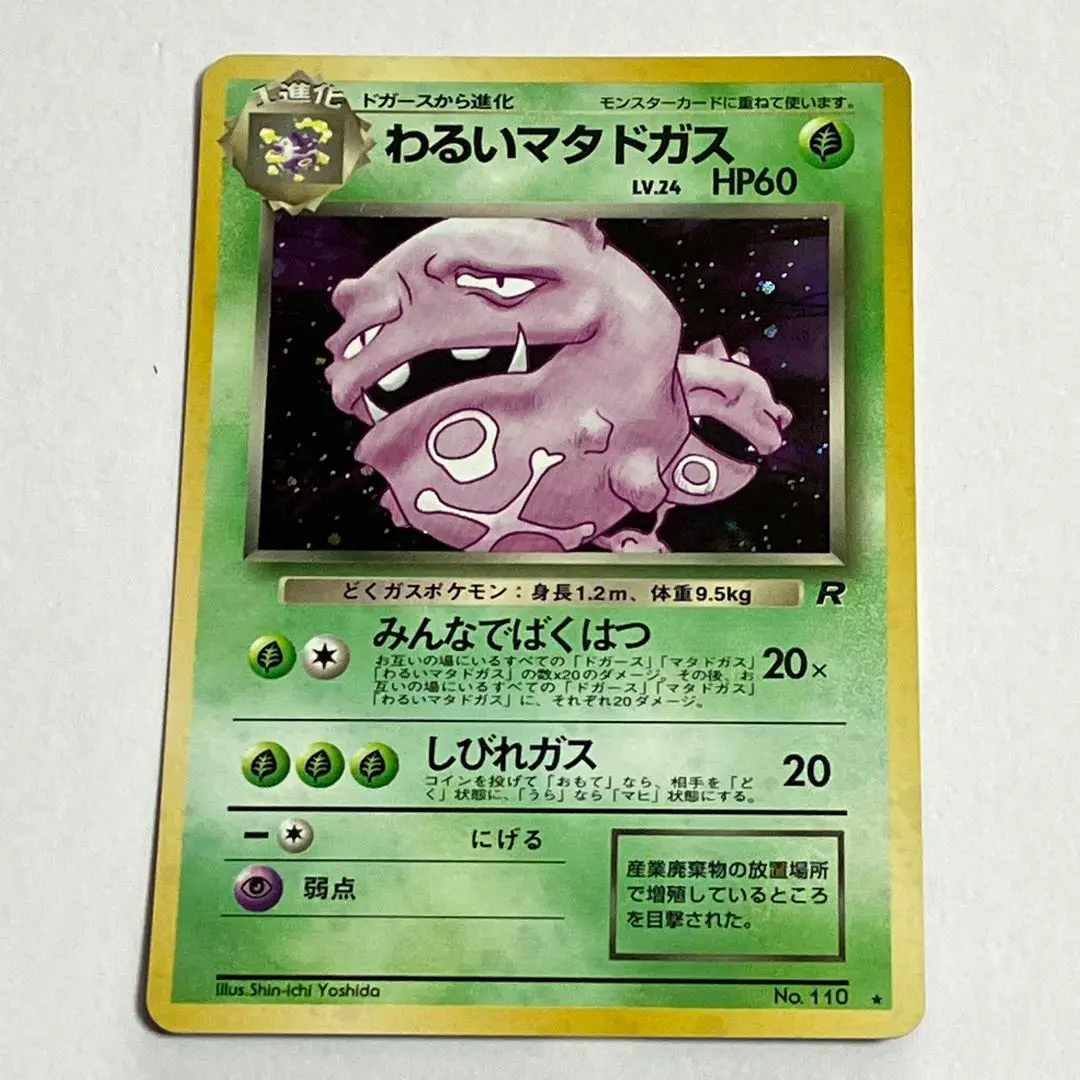 1進化
ドガースから進化
モンスターカードに重ねて使います。
わるいマタドガス
LV.24 HP60
どくガスポケモン：身長1.2m、体重9.5kg
R
みんなでばくはつ
20×
お互いの場にいるすべての「ドガース」「マタドガス」
「わるいマタドガス」の数x20のダメージ。その後、お
互いの場にいるすべての「ドガース」「マタドガス」
「わるいマタドガス」に、それぞれ20ダメージ。
しびれガス
20
コインを投げて「おもて」なら、相手を「ど
く」状態に、「うら」なら「マヒ」状態にする。
にげる
弱点
産業廃棄物の放置場所
で増殖しているところ
を目撃された。
Illus.Shin-ichi Yoshida
No. 110 ★